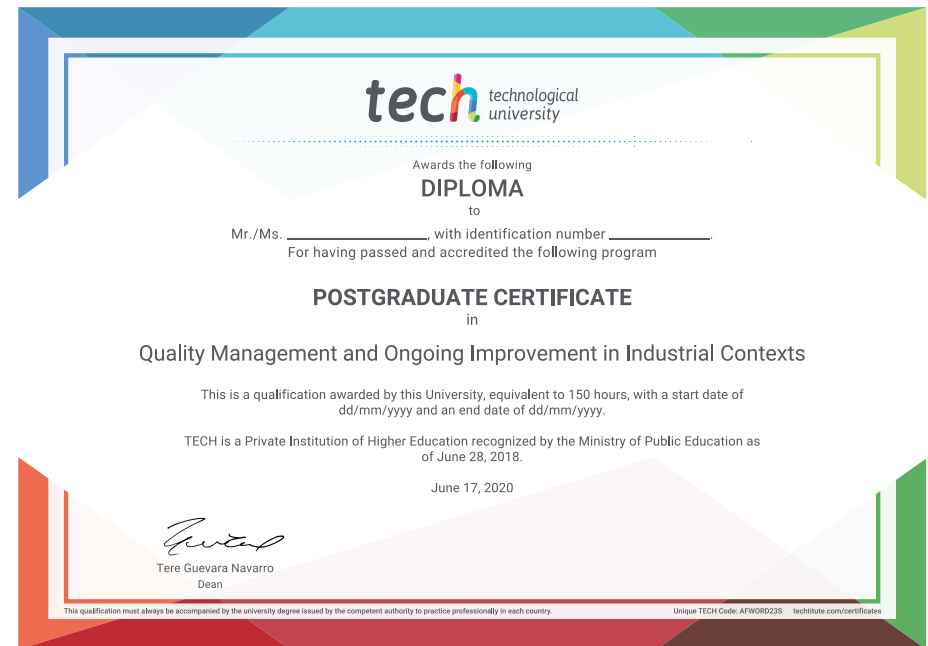 tech technological
university
Awards the following
DIPLOMA
to
Mr./Ms. ____________________, with identification number ______________.
For having passed and accredited the following program
POSTGRADUATE CERTIFICATE
in
Quality Management and Ongoing Improvement in Industrial Contexts
This is a qualification awarded by this University, equivalent to 150 hours, with a start date of
dd/mm/yyyy and an end date of dd/mm/yyyy.
TECH is a Private Institution of Higher Education recognized by the Ministry of Public Education as
of June 28, 2018.
June 17, 2020
Tere Guevara Navarro
Dean
This qualification must always be accompanied by the university degree issued by the competent authority to practice professionally in each country.
Unique TECH Code: AFWORD23S techtitute.com/certificates